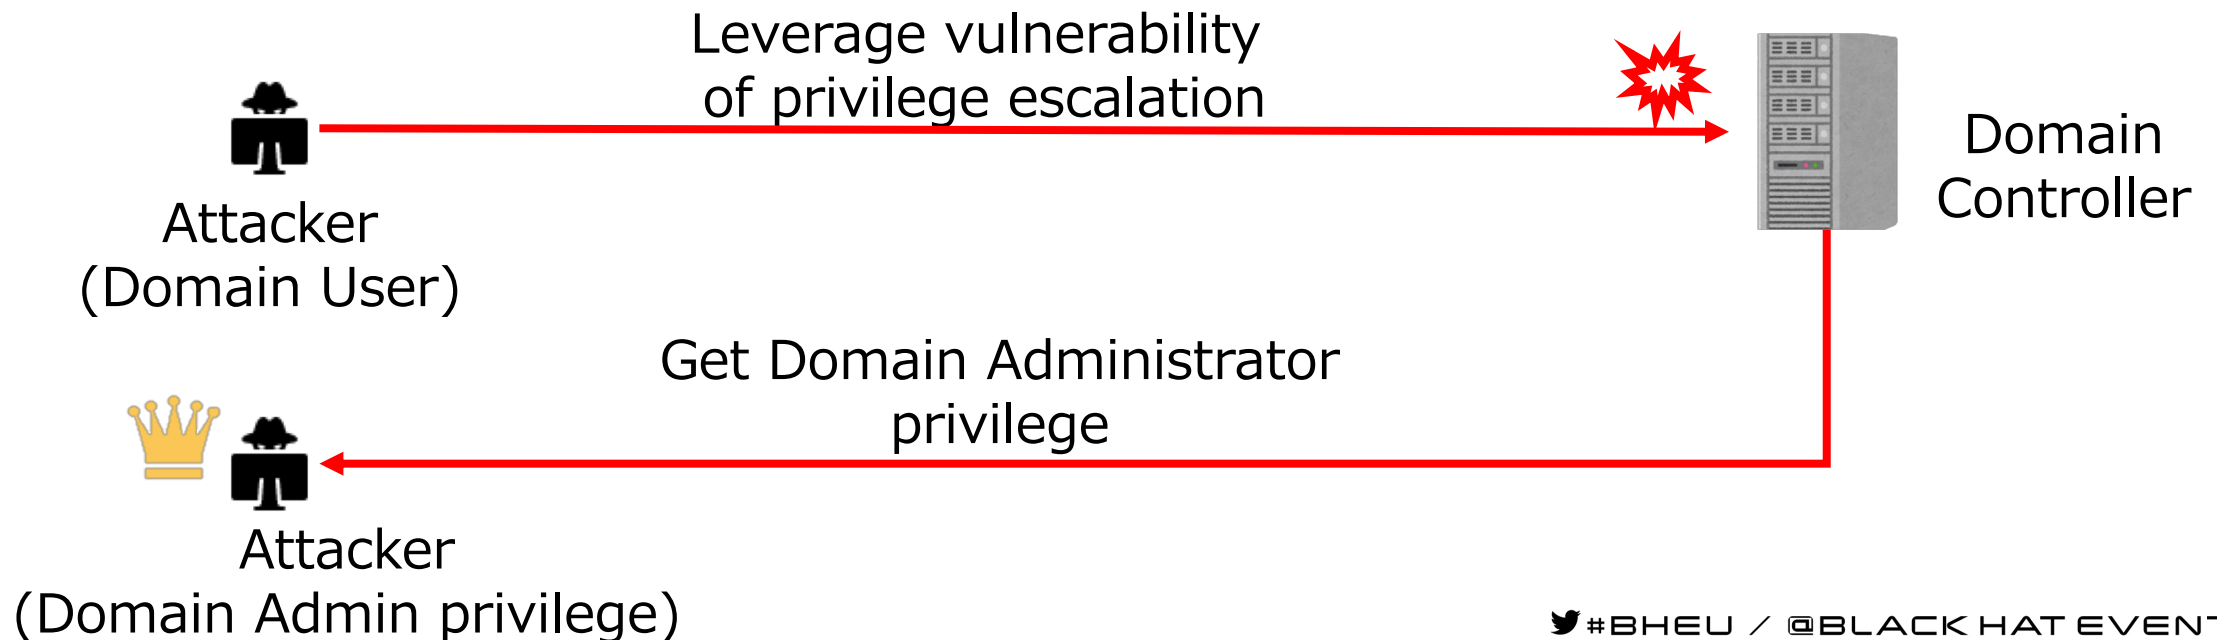 Leverage vulnerability
of privilege escalation
Domain
Controller
Attacker
(Domain User)
Get Domain Administrator
privilege
Attacker
(Domain Admin privilege)
#BHEU / @BLACK HAT EVENT